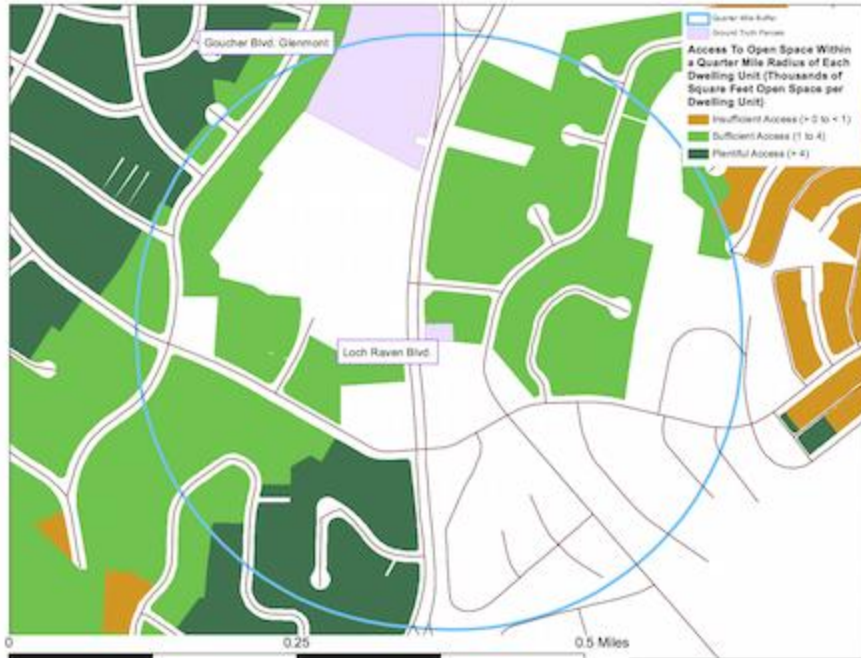 Goucher Blvd. Glenmont
Quarter Mile Buffer
Ground Truth Parcels
Access To Open Space Within
a Quarter Mile Radius of Each
Dwelling Unit (Thousands of
Square Feet Open Space per
Dwelling Unit)
Insufficient Access (> 0 to < 1)
Sufficient Access (1 to 4)
Plentiful Access (> 4)
Loch Raven Blvd.
0
0.25
0.5 Miles